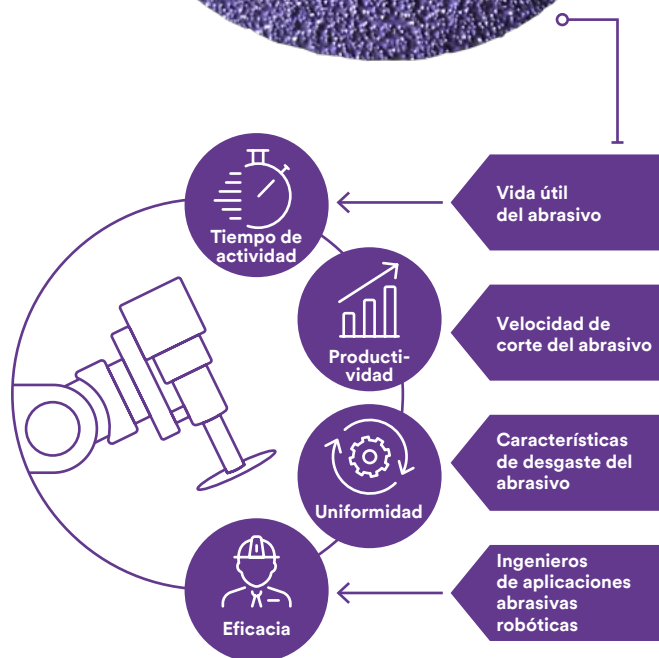 Tiempo de
actividad
Vida útil
del abrasivo
Producti-
vidad
Velocidad de
corte del abrasivo
Uniformidad
Características
de desgaste del
abrasivo
Eficacia
Ingenieros
de aplicaciones
abrasivas
robóticas